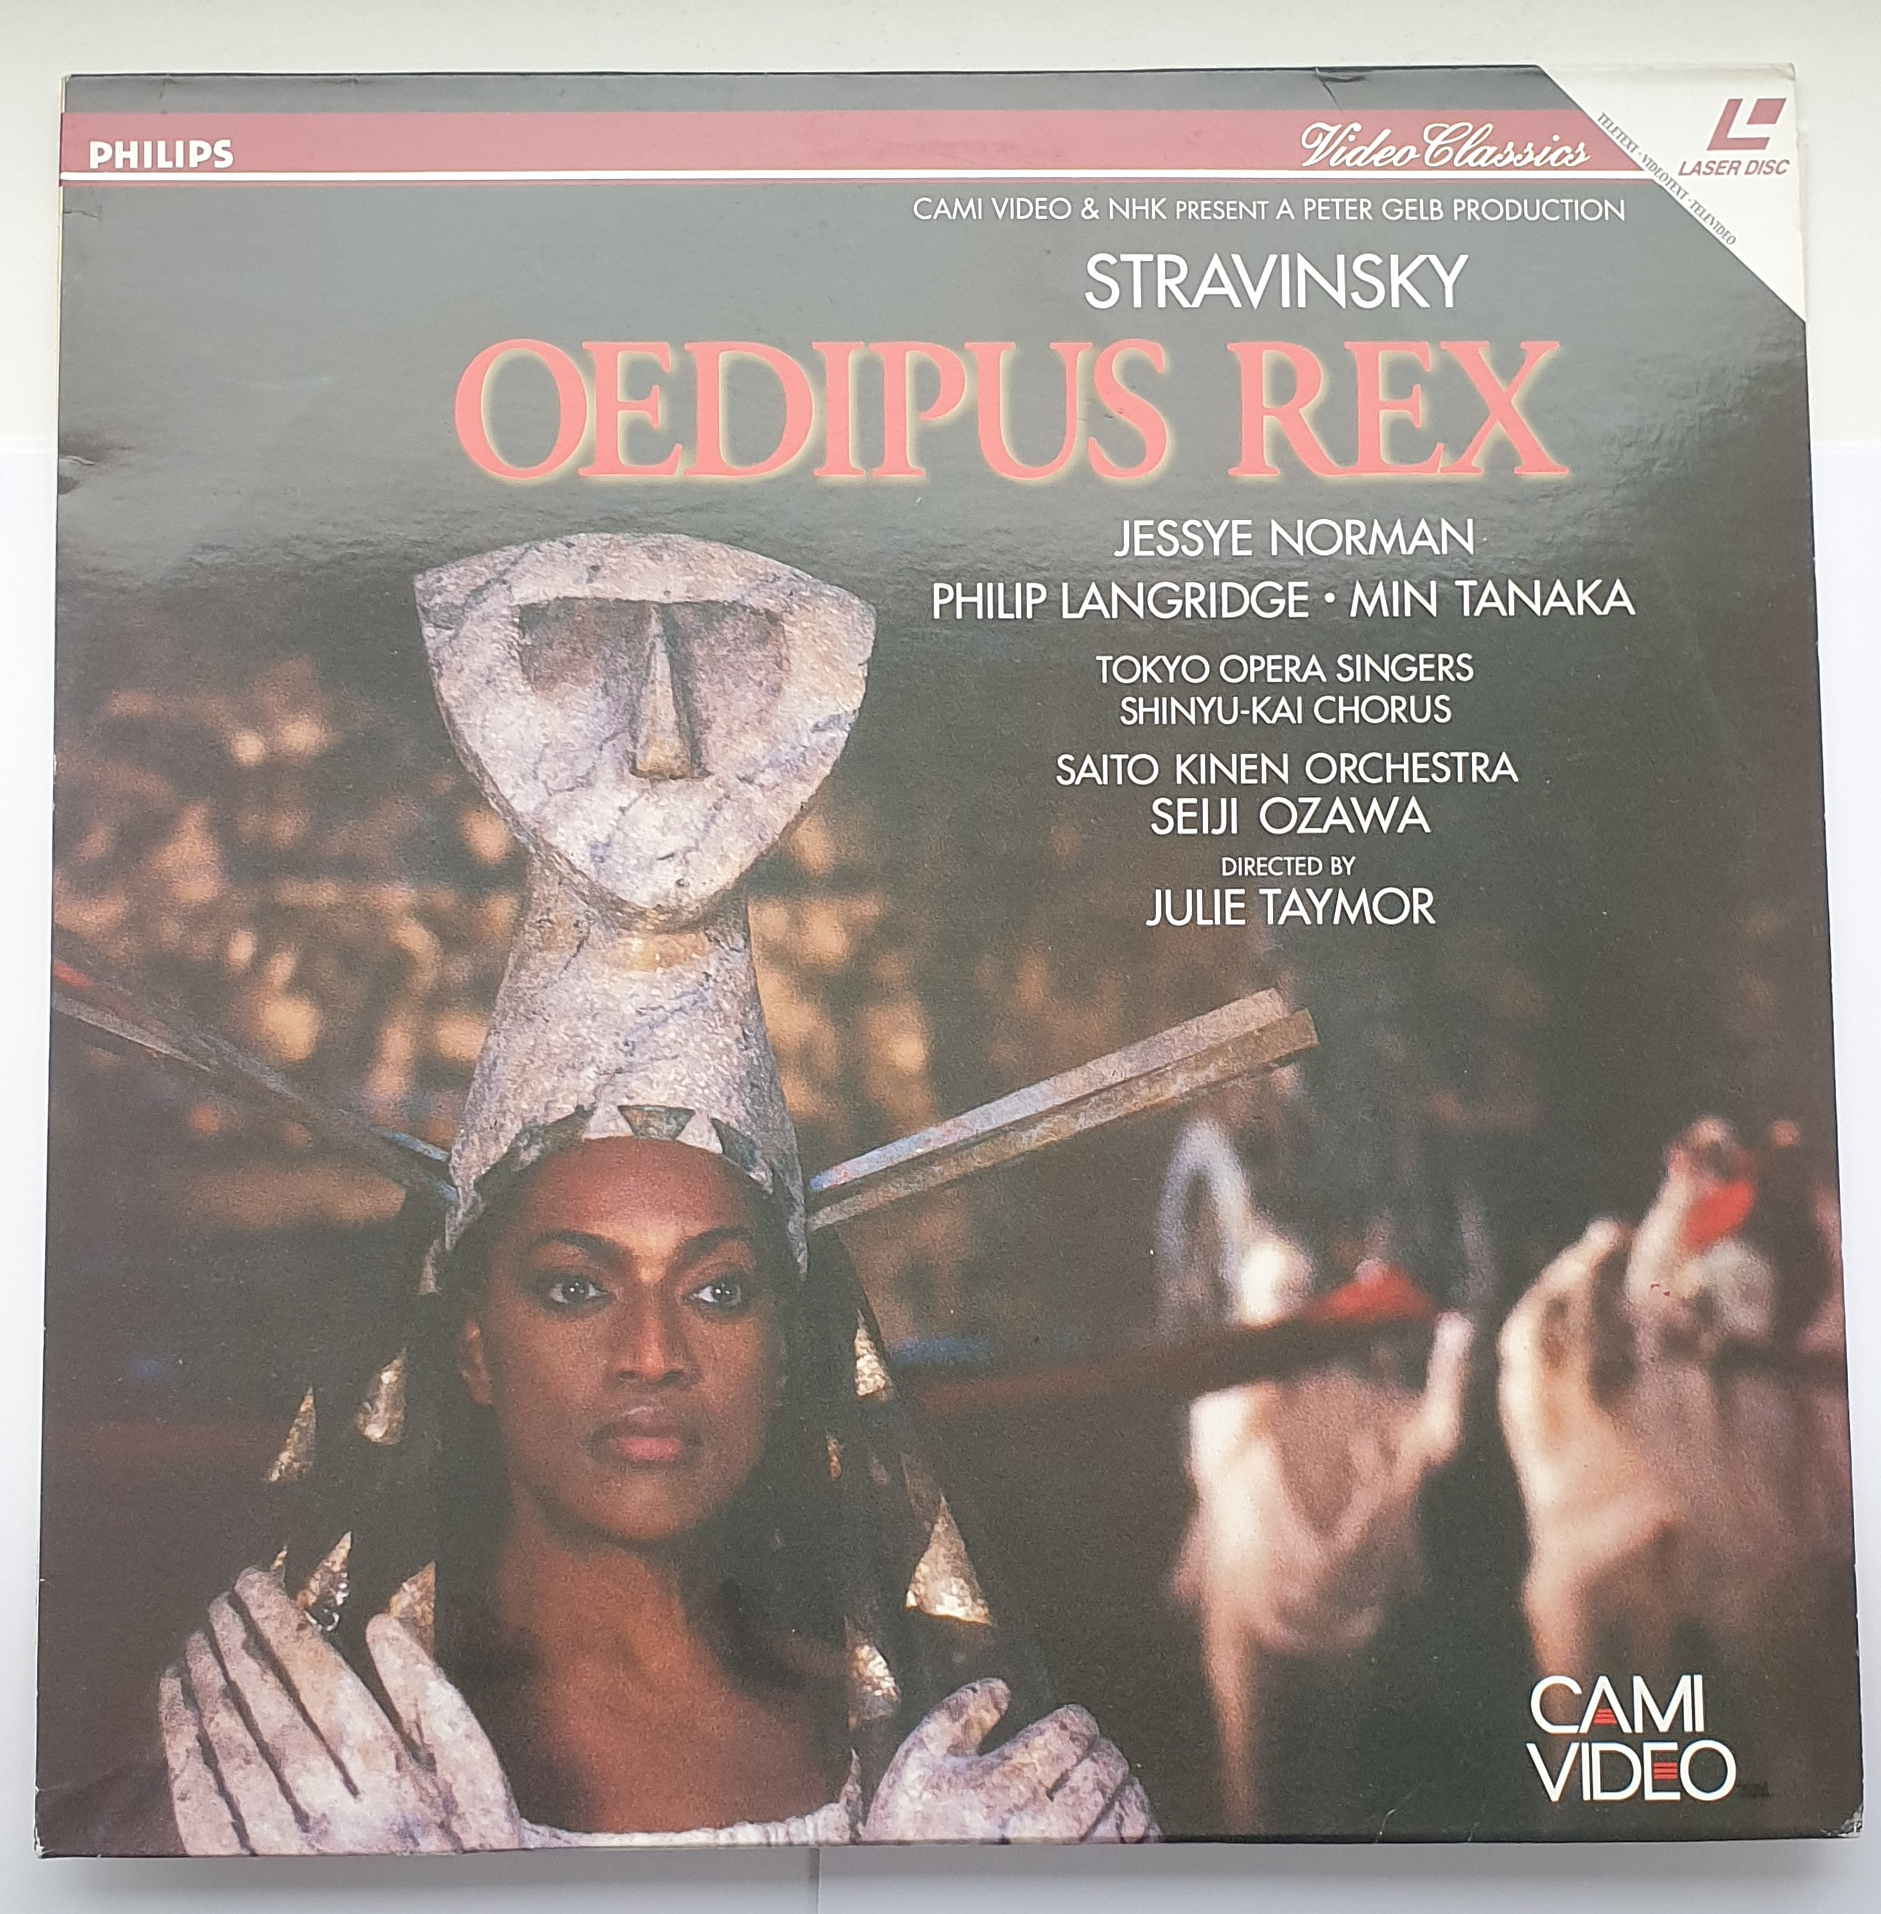 PHILIPS
Video Classics
LASER DISC
TELETEXT · VIDEOTEXT · TELEVIDEO
CAMI VIDEO & NHK PRESENT A PETER GELB PRODUCTION
STRAVINSKY
OEDIPUS REX
JESSYE NORMAN
PHILIP LANGRIDGE • MIN TANAKA
TOKYO OPERA SINGERS
SHINYU-KAI CHORUS
SAITO KINEN ORCHESTRA
SEIJI OZAWA
DIRECTED BY
JULIE TAYMOR
CAMI
VIDEO